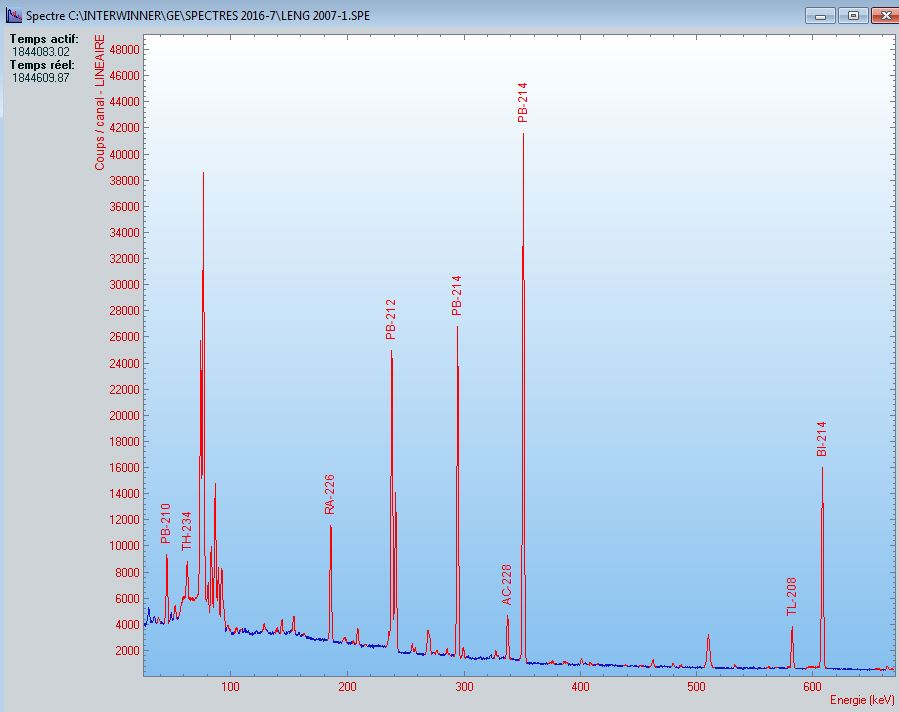 Spectre C:\INTERWINNER\GE\SPECTRES 2016-7\LENG 2007-1.SPE
Temps actif:
1844083.02
Temps réel:
1844609.87
Coups / canal - LINEAIRE
48000
46000
44000
42000
40000
38000
36000
34000
32000
30000
28000
26000
24000
22000
20000
18000
16000
14000
12000
10000
8000
6000
4000
2000
PB-210
TH-234
RA-226
PB-212
PB-214
AC-228
PB-214
TL-208
BI-214
100
200
300
400
500
600
Energie (keV)